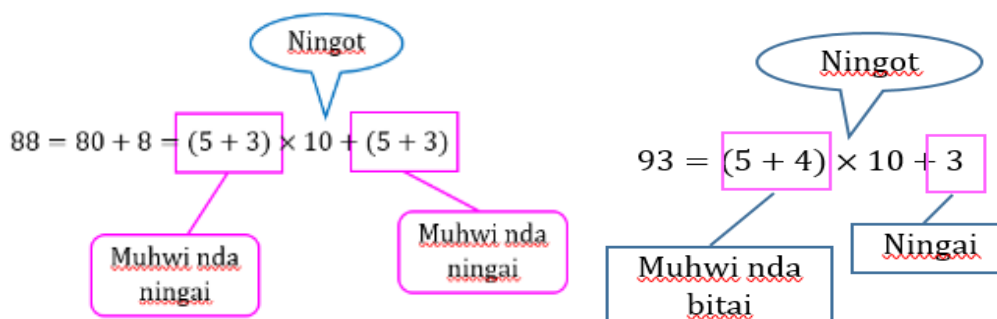 Ningot
88 = 80 + 8 = (5 + 3) × 10 + (5 + 3)
Muhwi nda
ningai
Muhwi nda
ningai
Ningot
93 = (5 + 4) × 10 + 3
Muhwi nda
bitai
Ningai